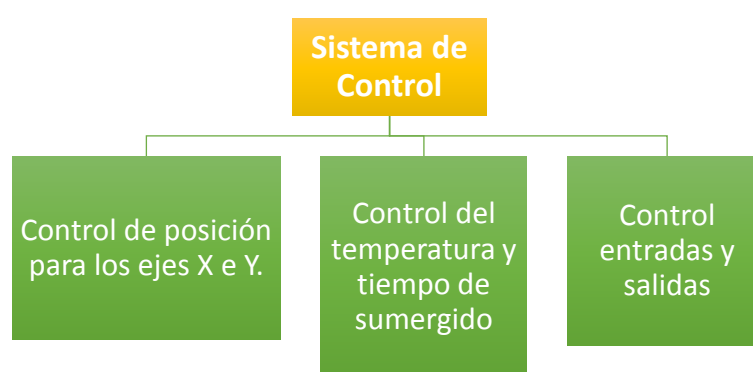 Sistema de
Control
Control de posición
para los ejes X e Y.
Control del
temperatura y
tiempo de
sumergido
Control
entradas y
salidas